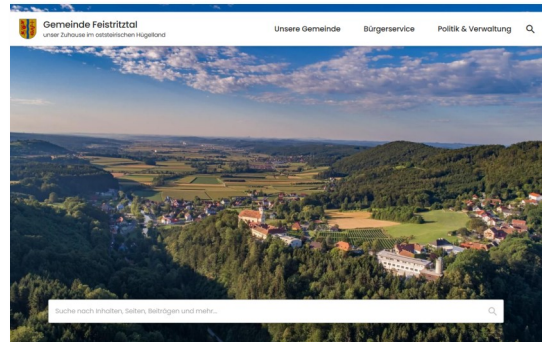 Gemeinde Feistritztal
unser Zuhause im oststeirischen Hügelland
Unsere Gemeinde Bürgerservice Politik & Verwaltung
Suche nach Inhalten, Seiten, Beiträgen und mehr...